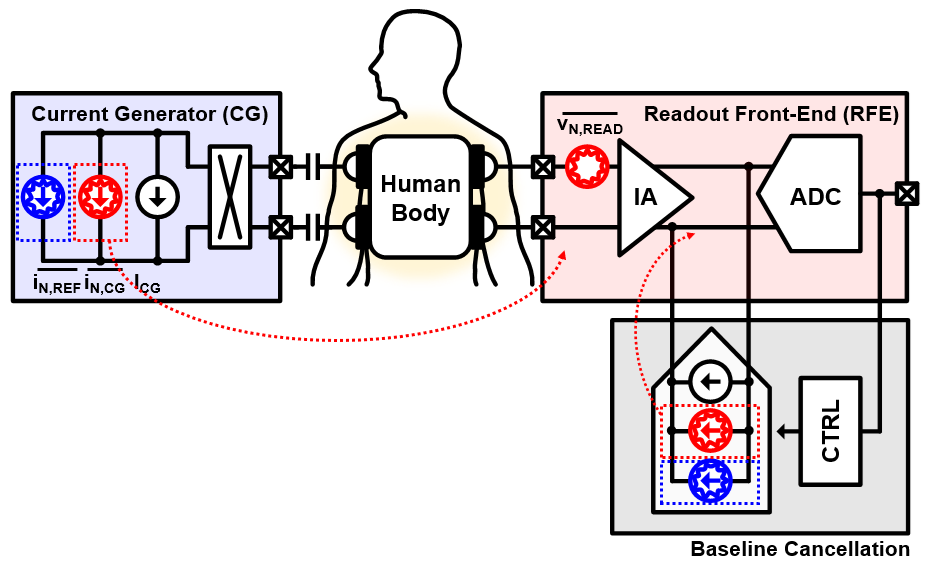 Current Generator (CG)
iN,REF iN,CG ICG
Human
Body
vN,READ
Readout Front-End (RFE)
IA
ADC
CTRL
Baseline Cancellation